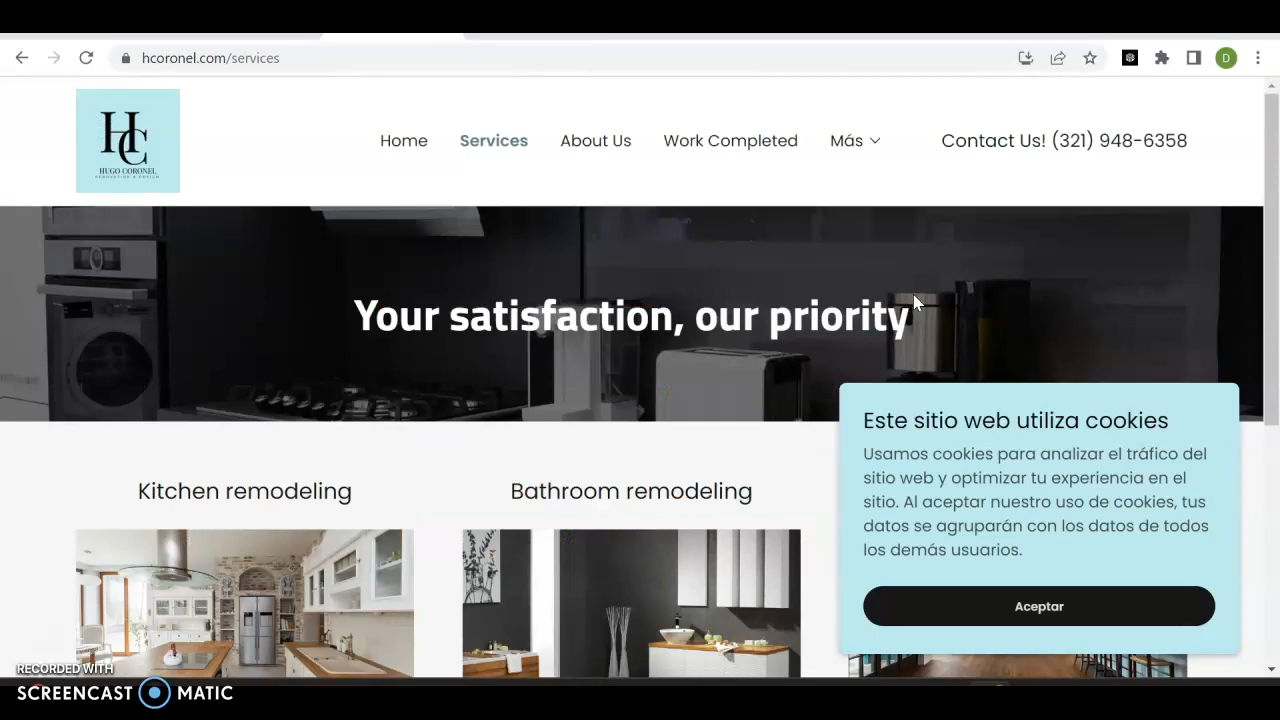 hcoronel.com/services
D
HC
HUGO CORONEL
RENOVATION & DESIGN
Home
Services
About Us
Work Completed
Más
Contact Us! (321) 948-6358
Your satisfaction, our priority
Kitchen remodeling
Bathroom remodeling
Este sitio web utiliza cookies
Usamos cookies para analizar el tráfico del
sitio web y optimizar tu experiencia en el
sitio. Al aceptar nuestro uso de cookies, tus
datos se agruparán con los datos de todos
los demás usuarios.
Aceptar
RECORDED WITH
SCREENCAST MATIC